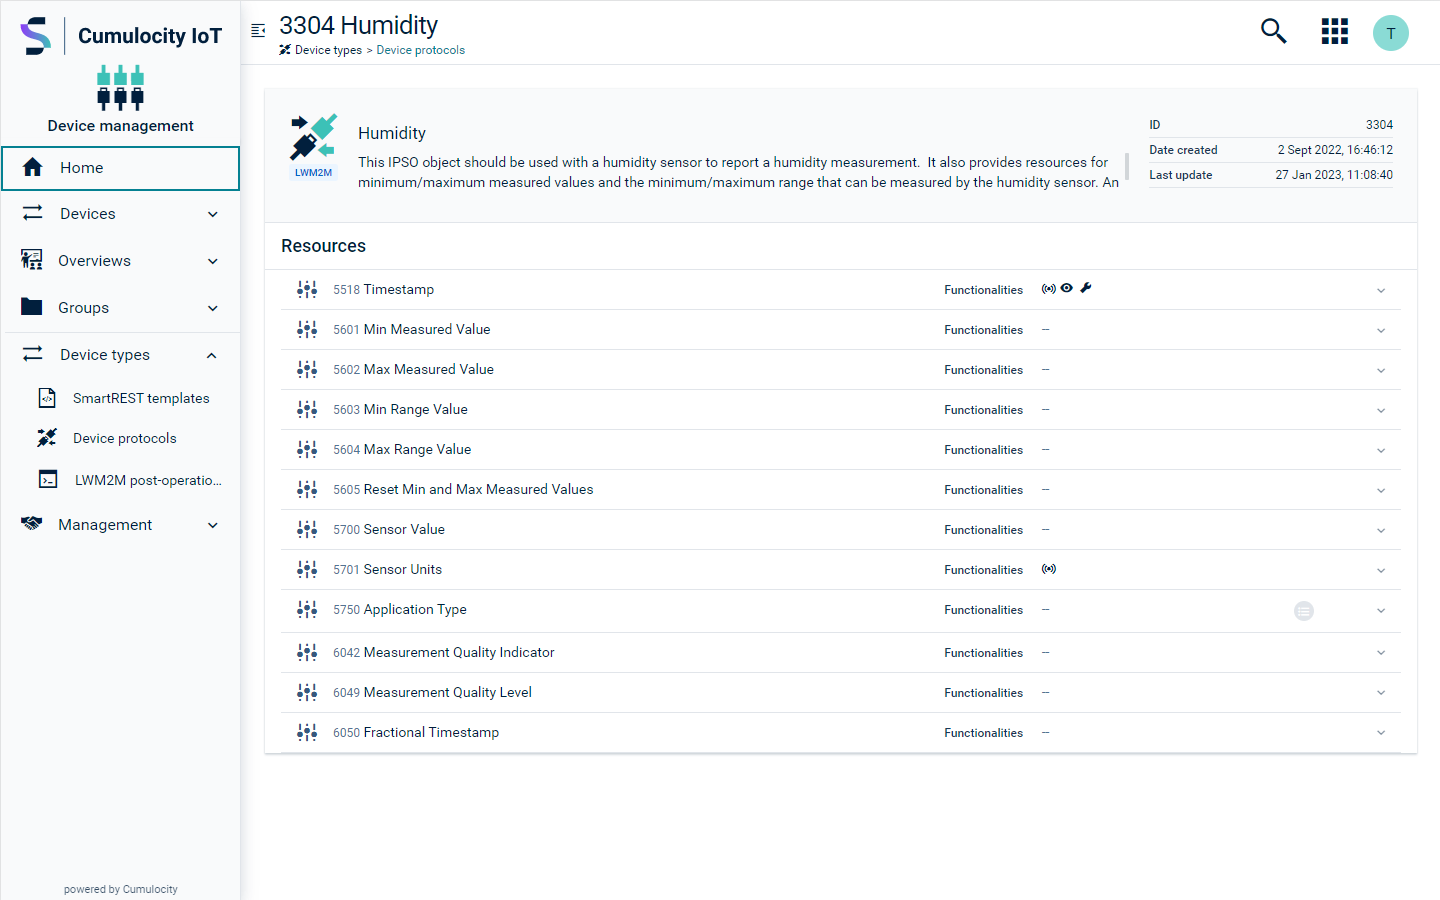 Cumulocity IoT
Device management
Home
Devices
Overviews
Groups
Device types
SmartREST templates
Device protocols
LWM2M post-operatio...
Management
powered by Cumulocity
3304 Humidity
Device types > Device protocols
T
LWM2M
Humidity
This IPSO object should be used with a humidity sensor to report a humidity measurement. It also provides resources for
minimum/maximum measured values and the minimum/maximum range that can be measured by the humidity sensor. An
ID 3304
Date created 2 Sept 2022, 16:46:12
Last update 27 Jan 2023, 11:08:40
Resources
5518 Timestamp Functionalities
5601 Min Measured Value Functionalities --
5602 Max Measured Value Functionalities --
5603 Min Range Value Functionalities --
5604 Max Range Value Functionalities --
5605 Reset Min and Max Measured Values Functionalities --
5700 Sensor Value Functionalities --
5701 Sensor Units Functionalities
5750 Application Type Functionalities --
6042 Measurement Quality Indicator Functionalities --
6049 Measurement Quality Level Functionalities --
6050 Fractional Timestamp Functionalities --